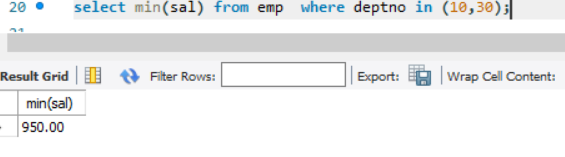 20 select min(sal) from emp  where deptno in (10,30);
Result Grid Filter Rows: Export: Wrap Cell Content:
min(sal)
950.00